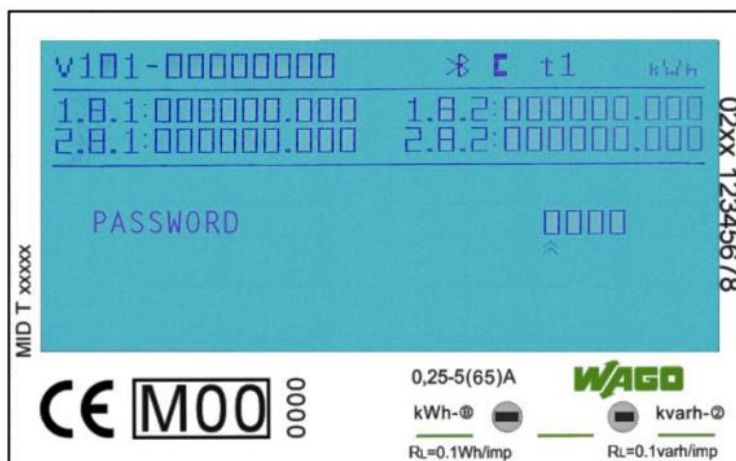 v101-00000000 C t1 kWh
1.8.1:000000.000 1.8.2:000000.000
2.8.1:000000.000 2.8.2:000000.000
PASSWORD 0000
02xx 12345678
MID T xxxxx
CE M00 0000
0,25-5(65)A WAGO
kWh-① kvarh-②
RL=0.1Wh/imp RL=0.1varh/imp